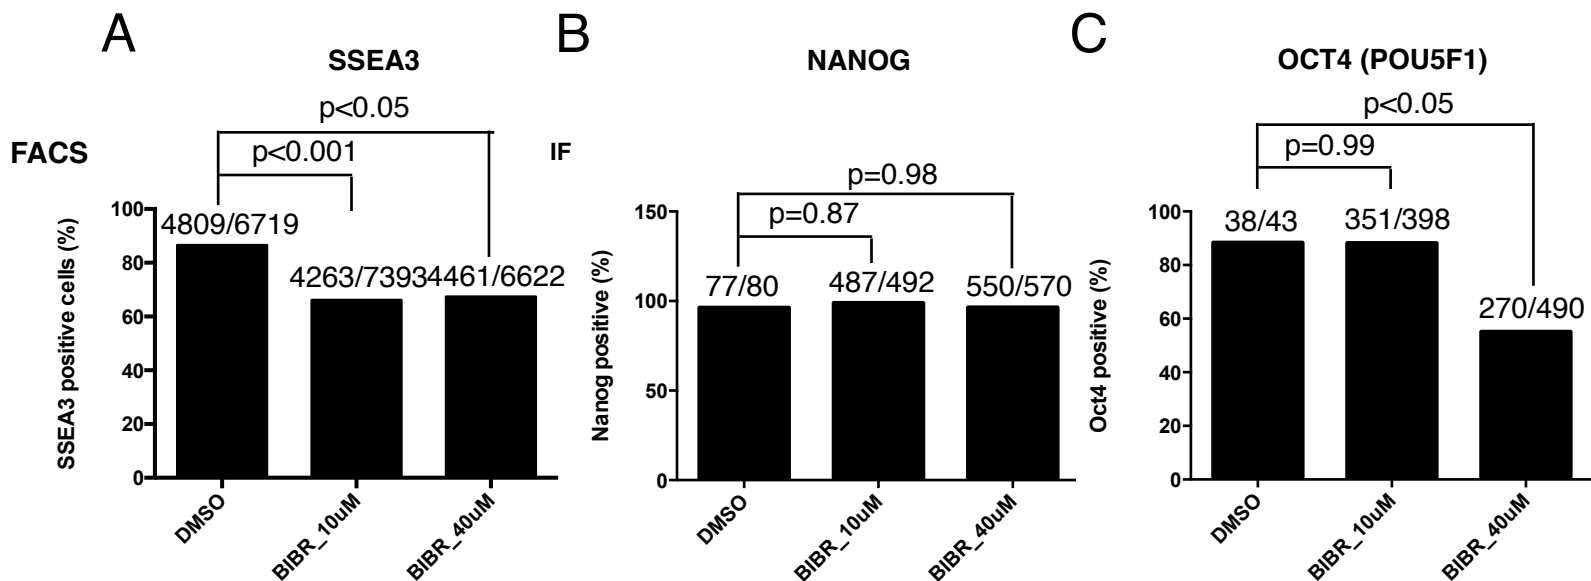 A
SSEA3
p<0.05
FACS
p<0.001
SSEA3 positive cells (%)
100
80
60
40
20
0
4809/6719
4263/7393
4461/6622
DMSO
BIBR_10uM
BIBR_40uM
B
NANOG
IF
p=0.98
p=0.87
Nanog positive (%)
150
100
50
0
77/80
487/492
550/570
DMSO
BIBR_10uM
BIBR_40uM
C
OCT4 (POU5F1)
p<0.05
p=0.99
Oct4 positive (%)
100
80
60
40
20
0
38/43
351/398
270/490
DMSO
BIBR_10uM
BIBR_40uM